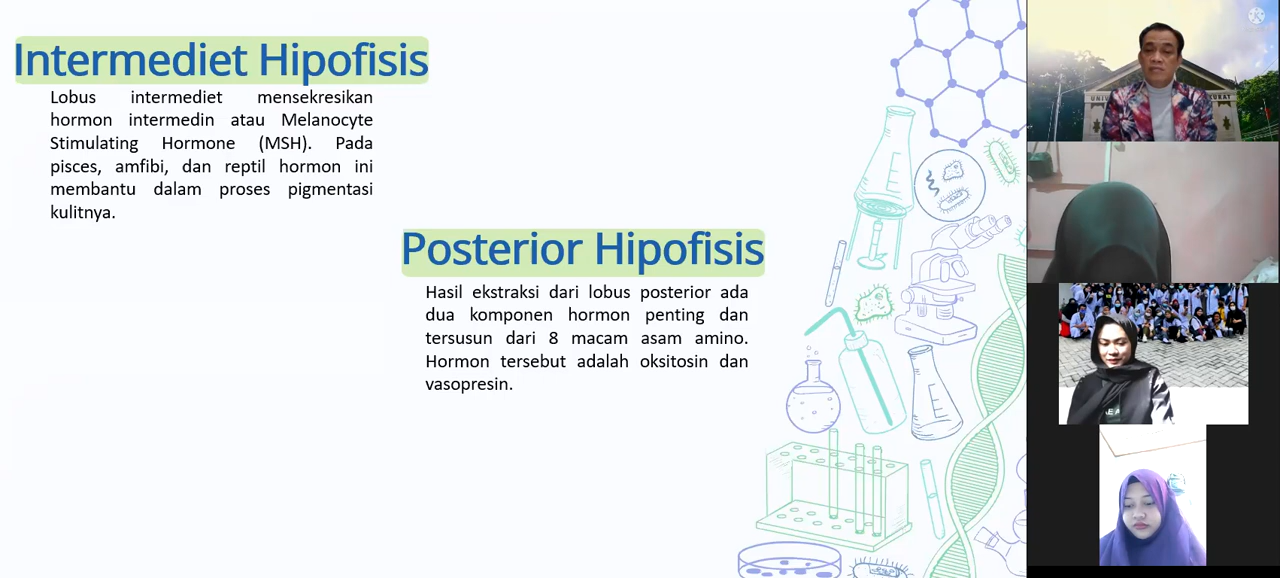 Intermediet Hipofisis
Lobus intermediet mensekresikan
hormon intermedin atau Melanocyte
Stimulating Hormone (MSH). Pada
pisces, amfibi, dan reptil hormon ini
membantu dalam proses pigmentasi
kulitnya.
Posterior Hipofisis
Hasil ekstraksi dari lobus posterior ada
dua komponen hormon penting dan
tersusun dari 8 macam asam amino.
Hormon tersebut adalah oksitosin dan
vasopresin.